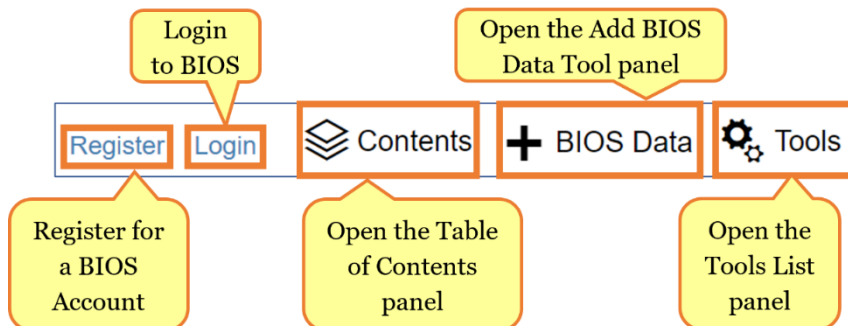 Login
to BIOS
Open the Add BIOS
Data Tool panel
Register Login Contents BIOS Data Tools
Register for
a BIOS
Account
Open the Table
of Contents
panel
Open the
Tools List
panel